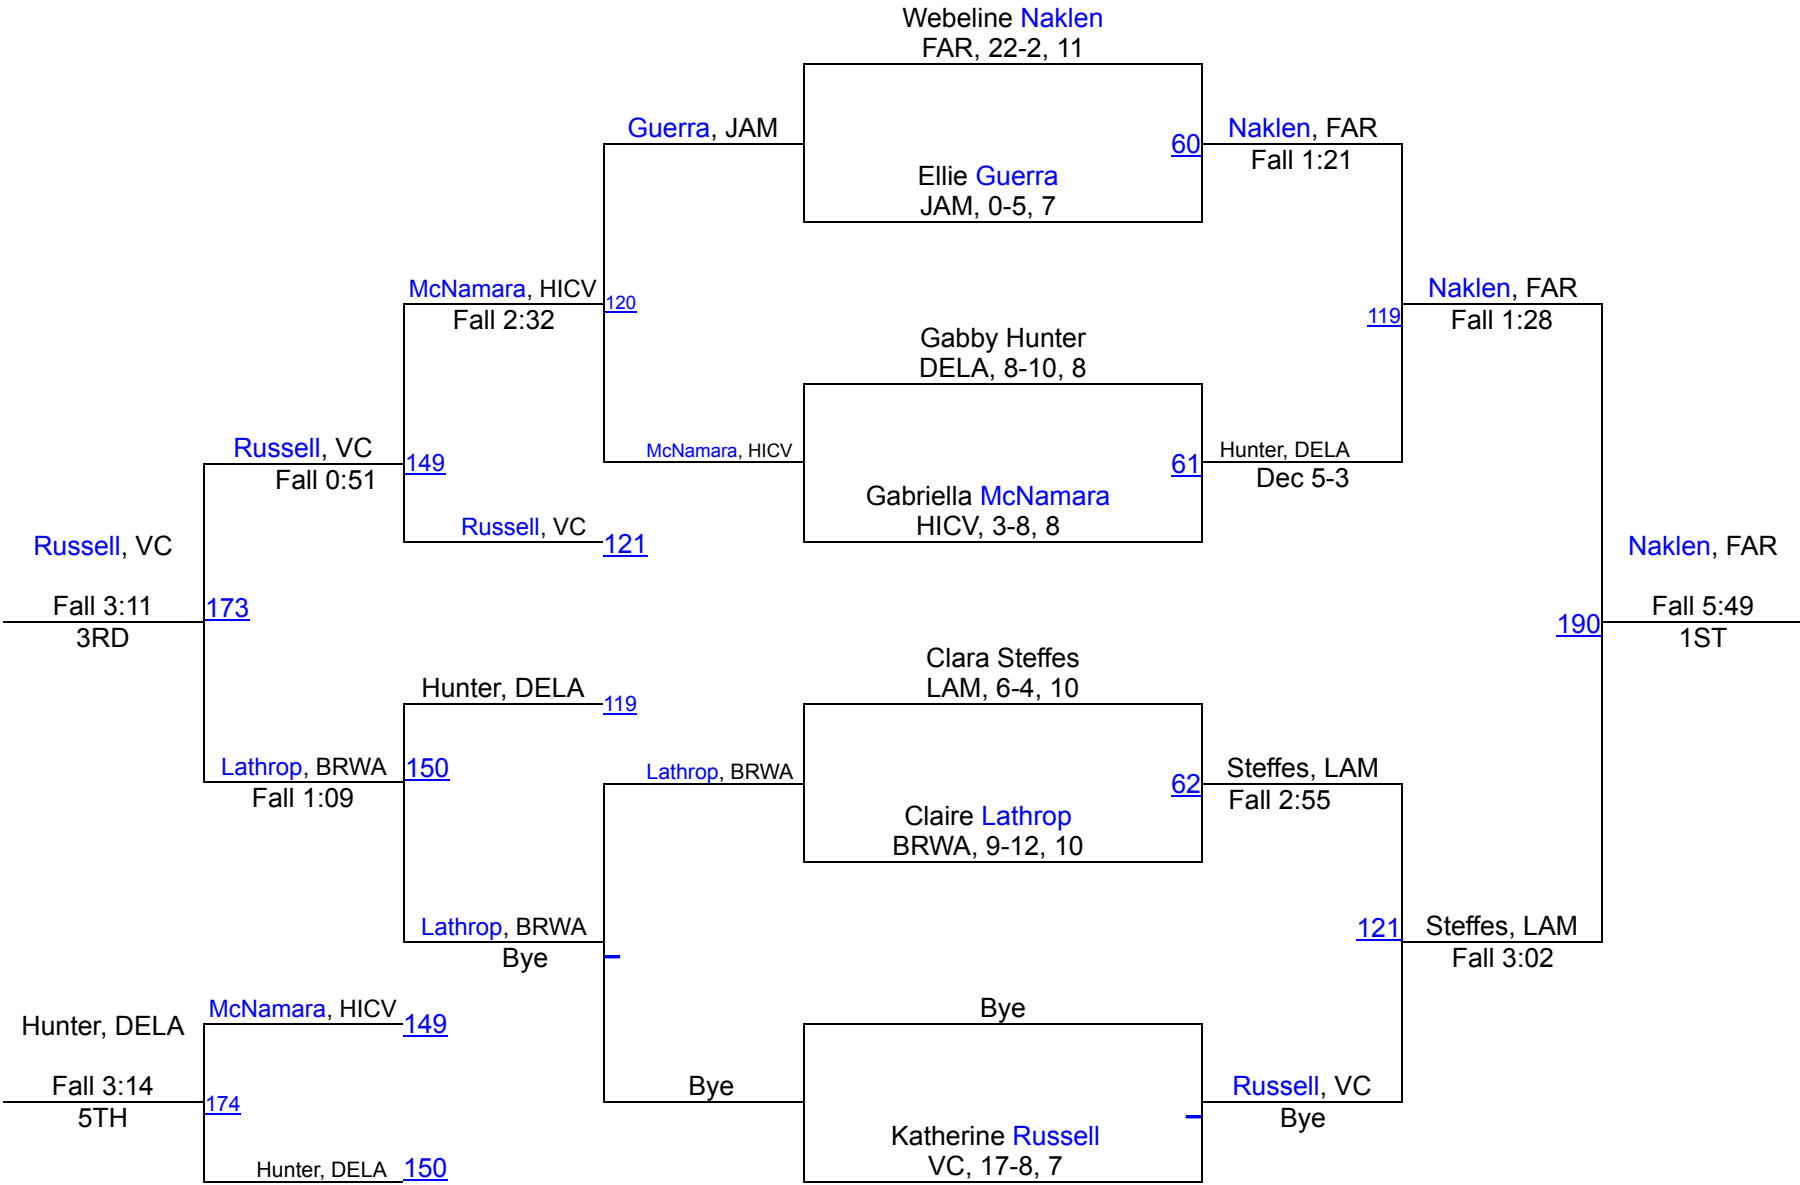 Webeline Naklen
FAR, 22-2, 11
Guerra, JAM
60
Naklen, FAR
Fall 1:21
Ellie Guerra
JAM, 0-5, 7
McNamara, HICV
Fall 2:32
120
119
Naklen, FAR
Fall 1:28
Gabby Hunter
DELA, 8-10, 8
Russell, VC
Fall 0:51
149
McNamara, HICV
61
Hunter, DELA
Dec 5-3
Gabriella McNamara
HICV, 3-8, 8
Russell, VC
121
Russell, VC
Fall 3:11
3RD
173
190
Naklen, FAR
Fall 5:49
1ST
Clara Steffes
LAM, 6-4, 10
Hunter, DELA
119
Lathrop, BRWA
Fall 1:09
150
Lathrop, BRWA
62
Steffes, LAM
Fall 2:55
Claire Lathrop
BRWA, 9-12, 10
Lathrop, BRWA
Bye
121
Steffes, LAM
Fall 3:02
Bye
McNamara, HICV
149
Hunter, DELA
Fall 3:14
5TH
174
Bye
Russell, VC
Bye
Katherine Russell
VC, 17-8, 7
Hunter, DELA
150